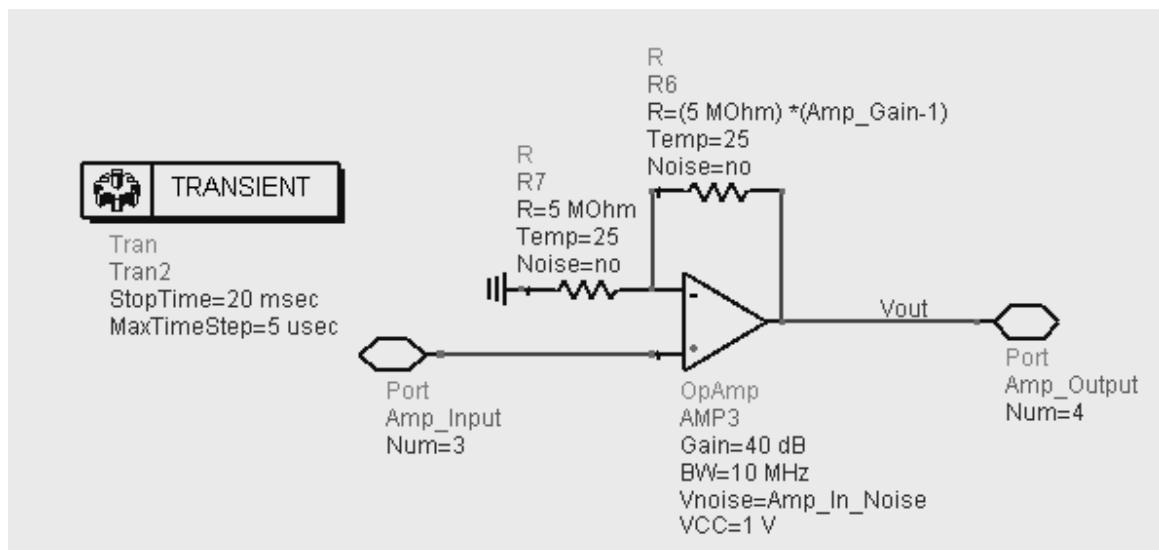 TRANSIENT
Tran
Tran2
StopTime=20 msec
MaxTimeStep=5 usec
R
R6
R=(5 MOhm) *(Amp_Gain-1)
Temp=25
Noise=no
R
R7
R=5 MOhm
Temp=25
Noise=no
Port
Amp_Input
Num=3
-
+
OpAmp
AMP3
Gain=40 dB
BW=10 MHz
Vnoise=Amp_In_Noise
VCC=1 V
Vout
Port
Amp_Output
Num=4